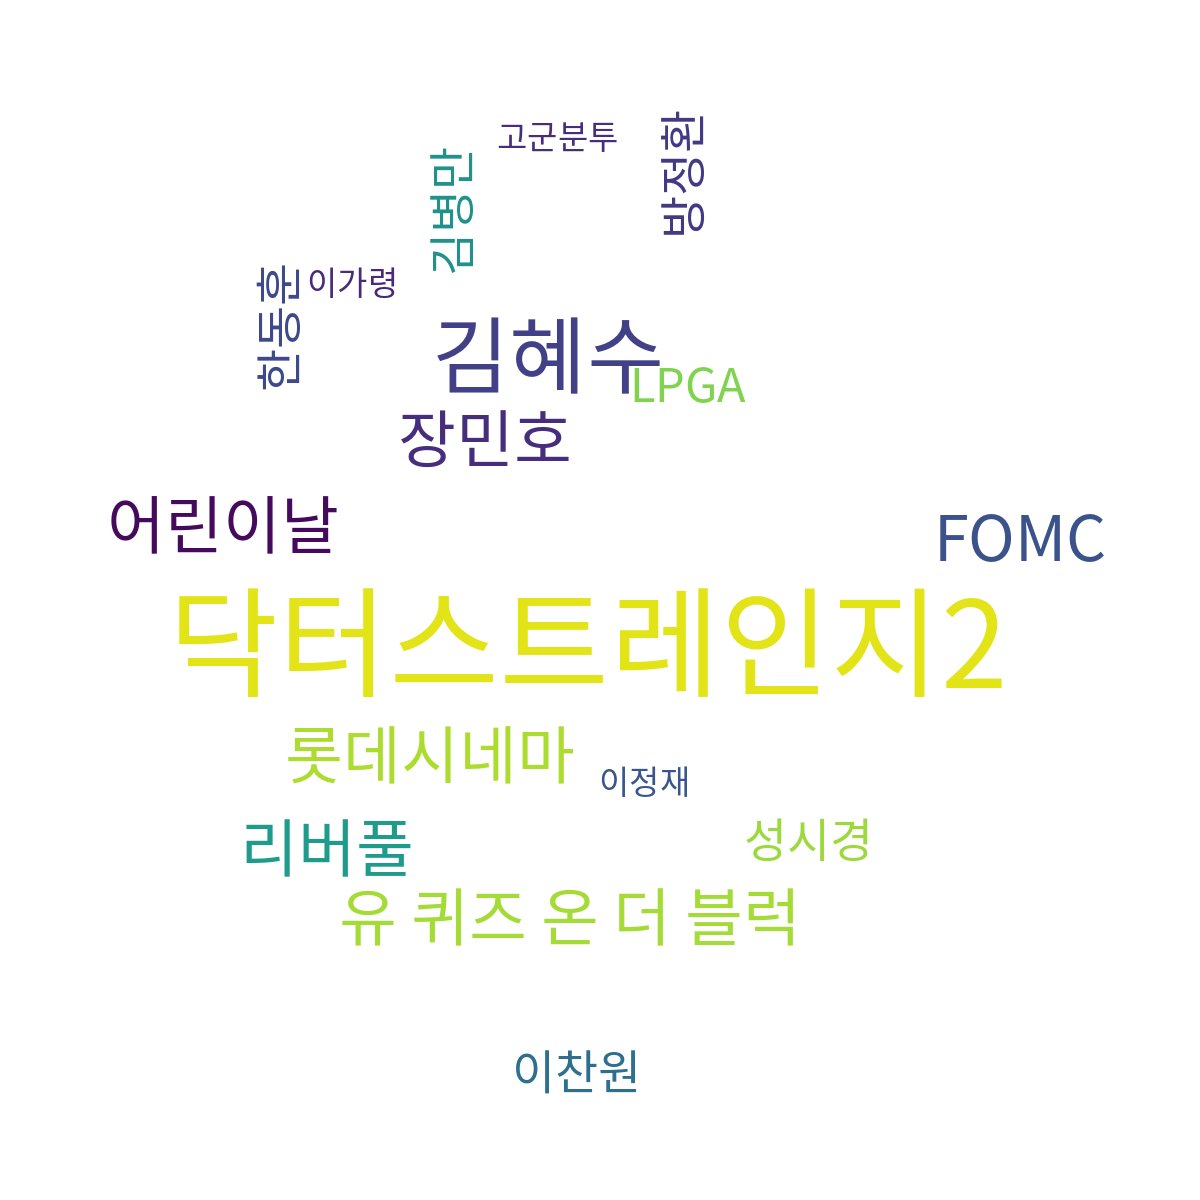 고군분투
방정환
김병만
한동훈
이가령
김혜수
LPGA
장민호
어린이날
FOMC
닥터스트레인지2
롯데시네마
이정재
리버풀
성시경
유 퀴즈 온 더 블럭
이찬원